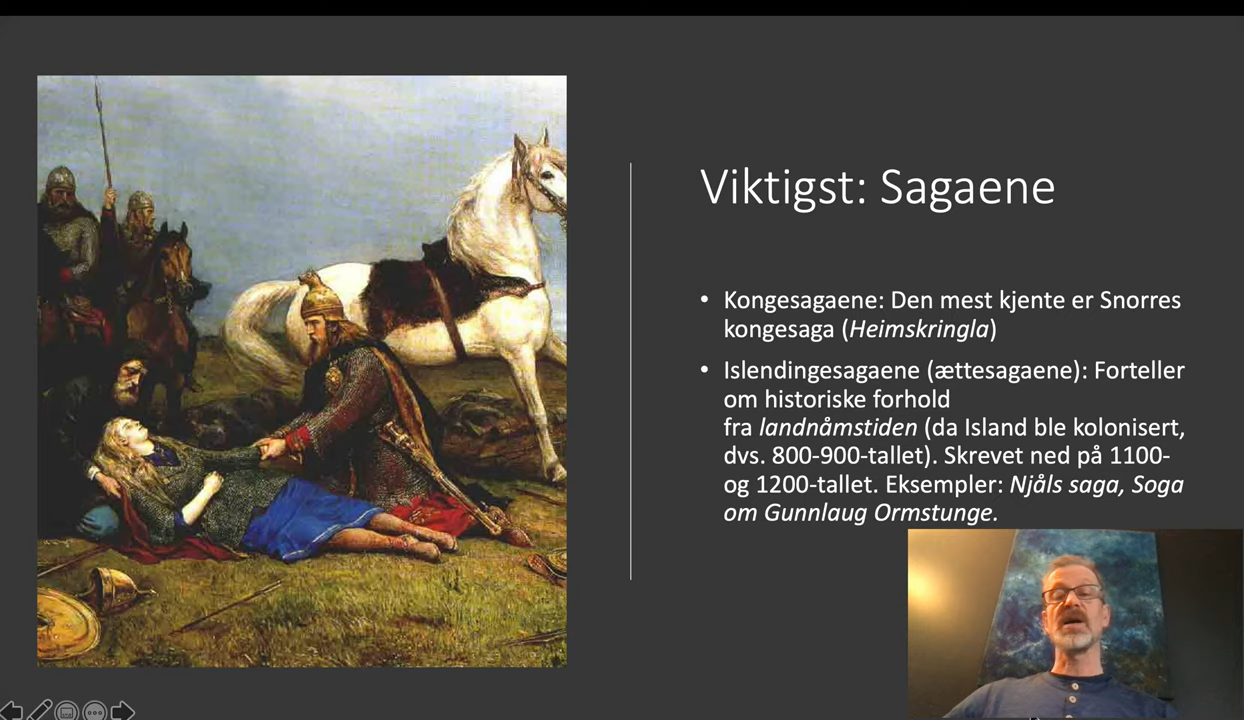 Viktigst: Sagaene
• Kongesagaene: Den mest kjente er Snorres
kongesaga (Heimskringla)
• Islendingesagaene (ættesagaene): Forteller
om historiske forhold
fra landnåmstiden (da Island ble kolonisert,
dvs. 800-900-tallet). Skrevet ned på 1100-
og 1200-tallet. Eksempler: Njåls saga, Soga
om Gunnlaug Ormstunge.